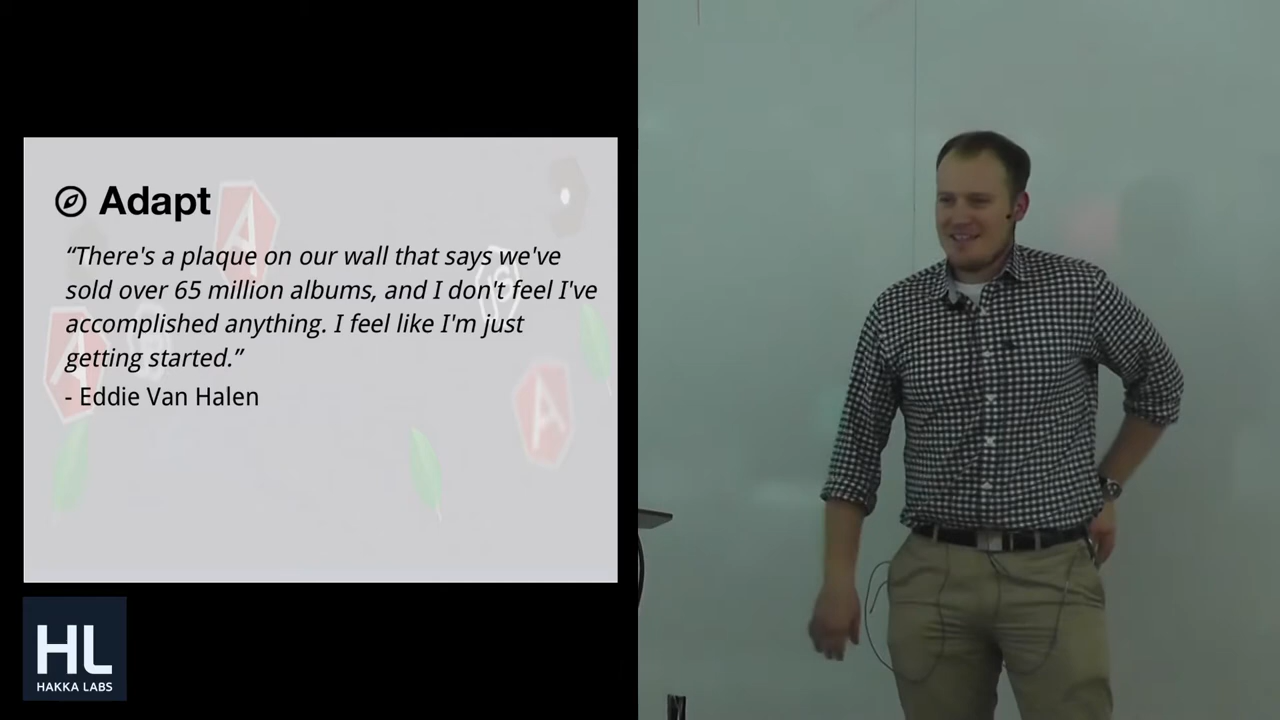 Adapt
“There's a plaque on our wall that says we've
sold over 65 million albums, and I don't feel I've
accomplished anything. I feel like I'm just
getting started.”
- Eddie Van Halen
A
JS
A
A
HL
HAKKA LABS